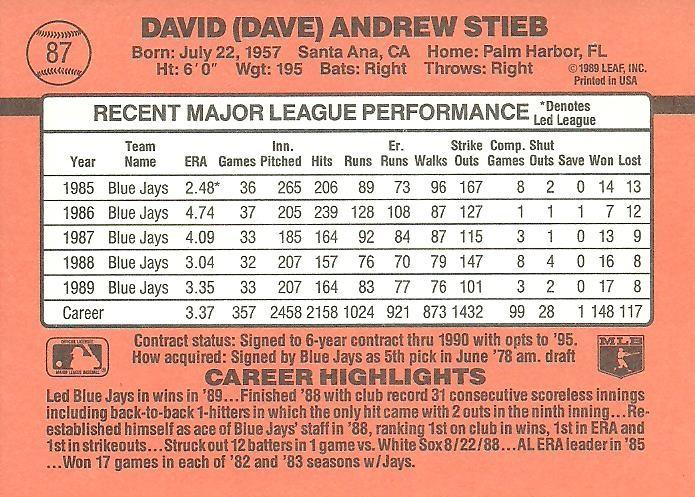 87
DAVID (DAVE) ANDREW STIEB
Born: July 22, 1957 Santa Ana, CA Home: Palm Harbor, FL
Ht: 6´0˝ Wgt: 195 Bats: Right Throws: Right
©1989 LEAF, INC.
Printed in USA
RECENT MAJOR LEAGUE PERFORMANCE *Denotes Led League
Year Team Name ERA Games Inn. Pitched Hits Runs Er. Runs Walks Strike Outs Comp. Games Shut Outs Save Won Lost
1985 Blue Jays 2.48* 36 265 206 89 73 96 167 8 2 0 14 13
1986 Blue Jays 4.74 37 205 239 128 108 87 127 1 1 1 7 12
1987 Blue Jays 4.09 33 185 164 92 84 87 115 3 1 0 13 9
1988 Blue Jays 3.04 32 207 157 76 70 79 147 8 4 0 16 8
1989 Blue Jays 3.35 33 207 164 83 77 76 101 3 2 0 17 8
Career 3.37 357 2458 2158 1024 921 873 1432 99 28 1 148 117
Contract status: Signed to 6-year contract thru 1990 with opts to '95.
How acquired: Signed by Blue Jays as 5th pick in June '78 am. draft
MAJOR LEAGUE BASEBALL
MLB
CAREER HIGHLIGHTS
Led Blue Jays in wins in '89...Finished '88 with club record 31 consecutive scoreless innings
including back-to-back 1-hitters in which the only hit came with 2 outs in the ninth inning...Re-
established himself as ace of Blue Jays' staff in '88, ranking 1st on club in wins, 1st in ERA and
1st in strikeouts...Struck out 12 batters in 1 game vs. White Sox 8/22/88...AL ERA leader in '85
...Won 17 games in each of '82 and '83 seasons w/Jays.